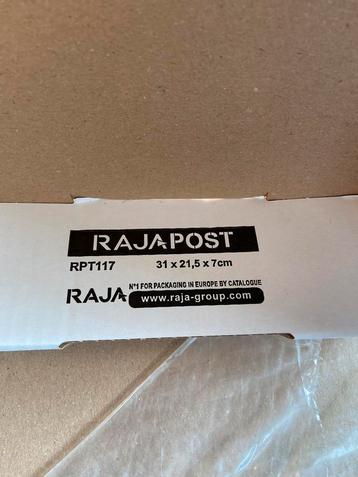 RAJAPOST
RPT117 31 x 21,5 x 7cm
RAJA N°1 FOR PACKAGING IN EUROPE BY CATALOGUE
www.raja-group.com